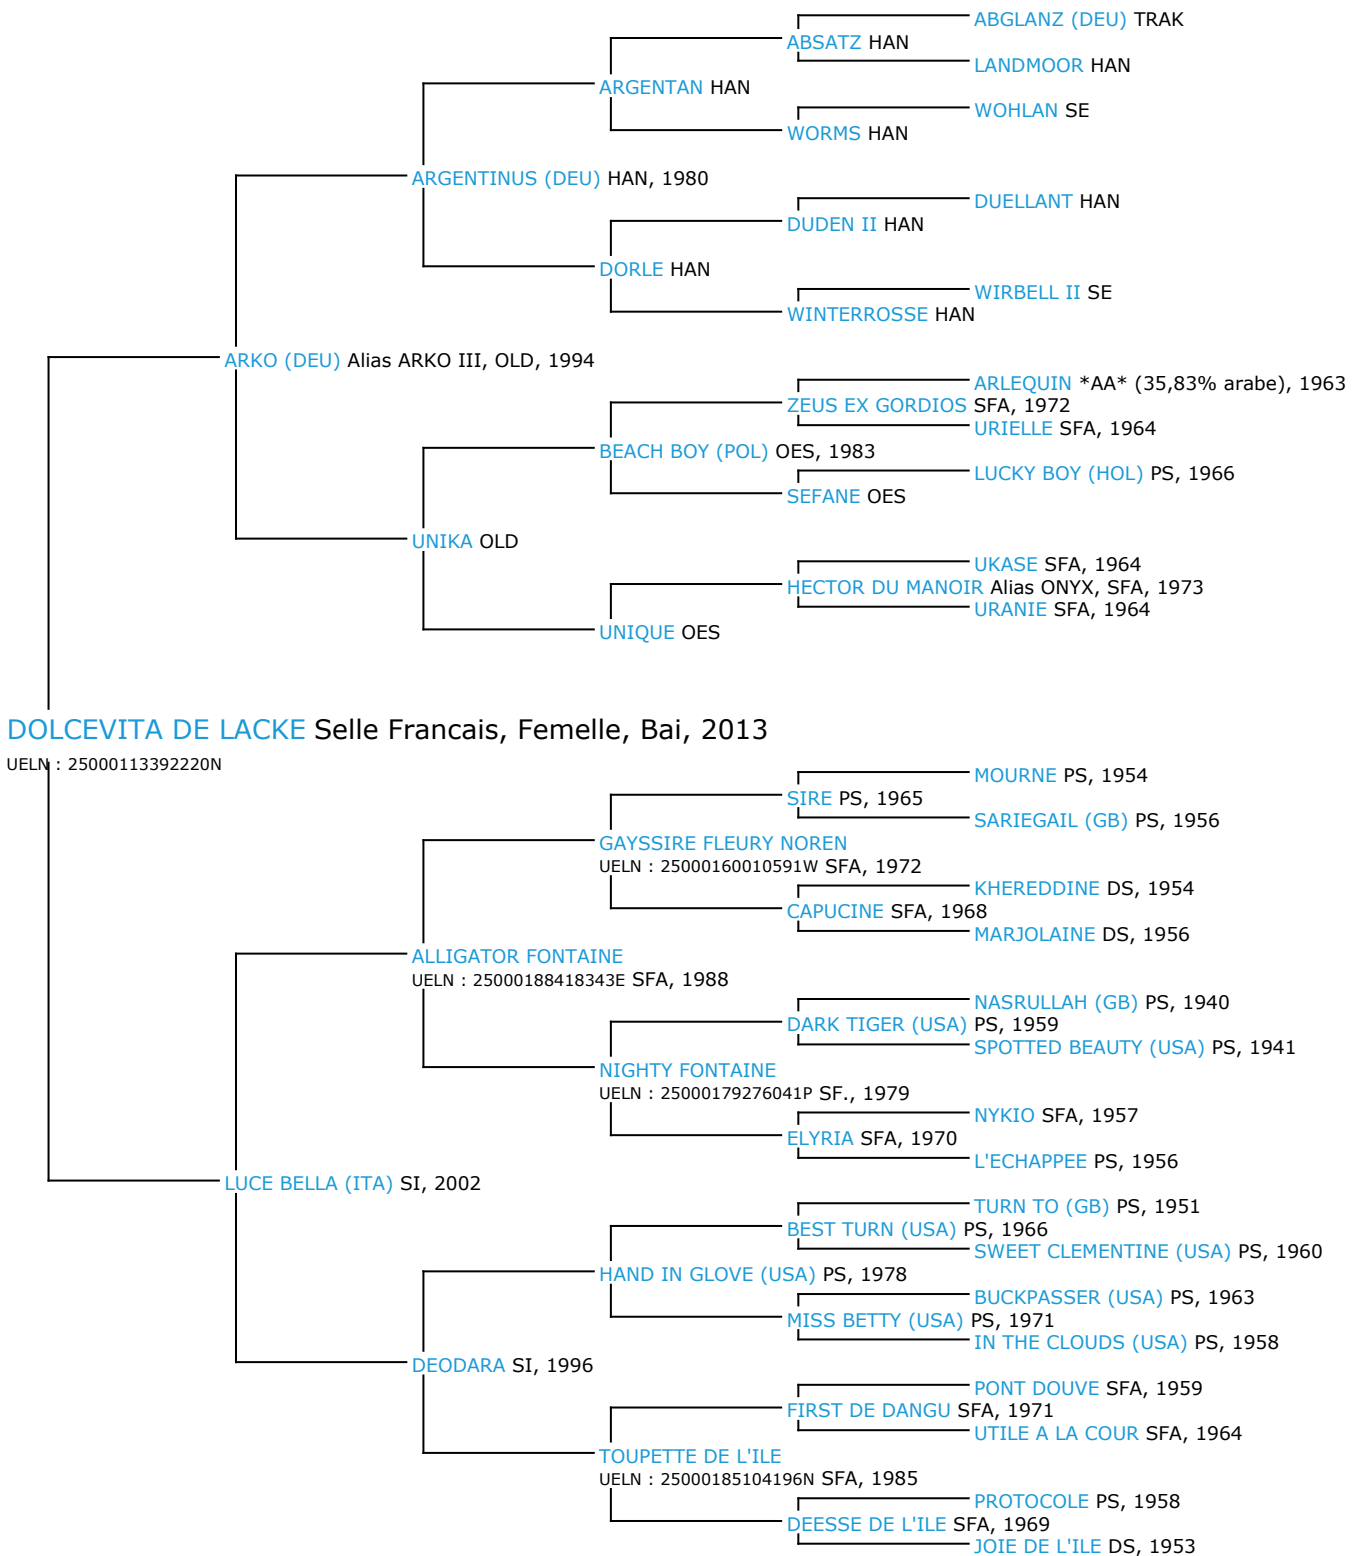 ABGLANZ (DEU) TRAK
ABSATZ HAN
LANDMOOR HAN
ARGENTAN HAN
WOHLAN SE
WORMS HAN
ARGENTINUS (DEU) HAN, 1980
DUELLANT HAN
DUDEN II HAN
DORLE HAN
WIRBELL II SE
WINTERROSSE HAN
ARKO (DEU) Alias ARKO III, OLD, 1994
ARLEQUIN *AA* (35,83% arabe), 1963
ZEUS EX GORDIOS SFA, 1972
URIELLE SFA, 1964
BEACH BOY (POL) OES, 1983
LUCKY BOY (HOL) PS, 1966
SEFANE OES
UNIKA OLD
UKASE SFA, 1964
HECTOR DU MANOIR Alias ONYX, SFA, 1973
URANIE SFA, 1964
UNIQUE OES
DOLCEVITA DE LACKE Selle Francais, Femelle, Bai, 2013
UELN : 25000113392220N
MOURNE PS, 1954
SIRE PS, 1965
SARIEGAIL (GB) PS, 1956
GAYSSIRE FLEURY NOREN
UELN : 25000160010591W SFA, 1972
KHEREDDINE DS, 1954
CAPUCINE SFA, 1968
MARJOLAINE DS, 1956
ALLIGATOR FONTAINE
UELN : 25000188418343E SFA, 1988
NASRULLAH (GB) PS, 1940
DARK TIGER (USA) PS, 1959
SPOTTED BEAUTY (USA) PS, 1941
NIGHTY FONTAINE
UELN : 25000179276041P SF., 1979
NYKIO SFA, 1957
ELYRIA SFA, 1970
L'ECHAPPEE PS, 1956
LUCE BELLA (ITA) SI, 2002
TURN TO (GB) PS, 1951
BEST TURN (USA) PS, 1966
SWEET CLEMENTINE (USA) PS, 1960
HAND IN GLOVE (USA) PS, 1978
BUCKPASSER (USA) PS, 1963
MISS BETTY (USA) PS, 1971
IN THE CLOUDS (USA) PS, 1958
DEODARA SI, 1996
PONT DOUVE SFA, 1959
FIRST DE DANGU SFA, 1971
UTILE A LA COUR SFA, 1964
TOUPETTE DE L'ILE
UELN : 25000185104196N SFA, 1985
PROTOCOLE PS, 1958
DEESSE DE L'ILE SFA, 1969
JOIE DE L'ILE DS, 1953